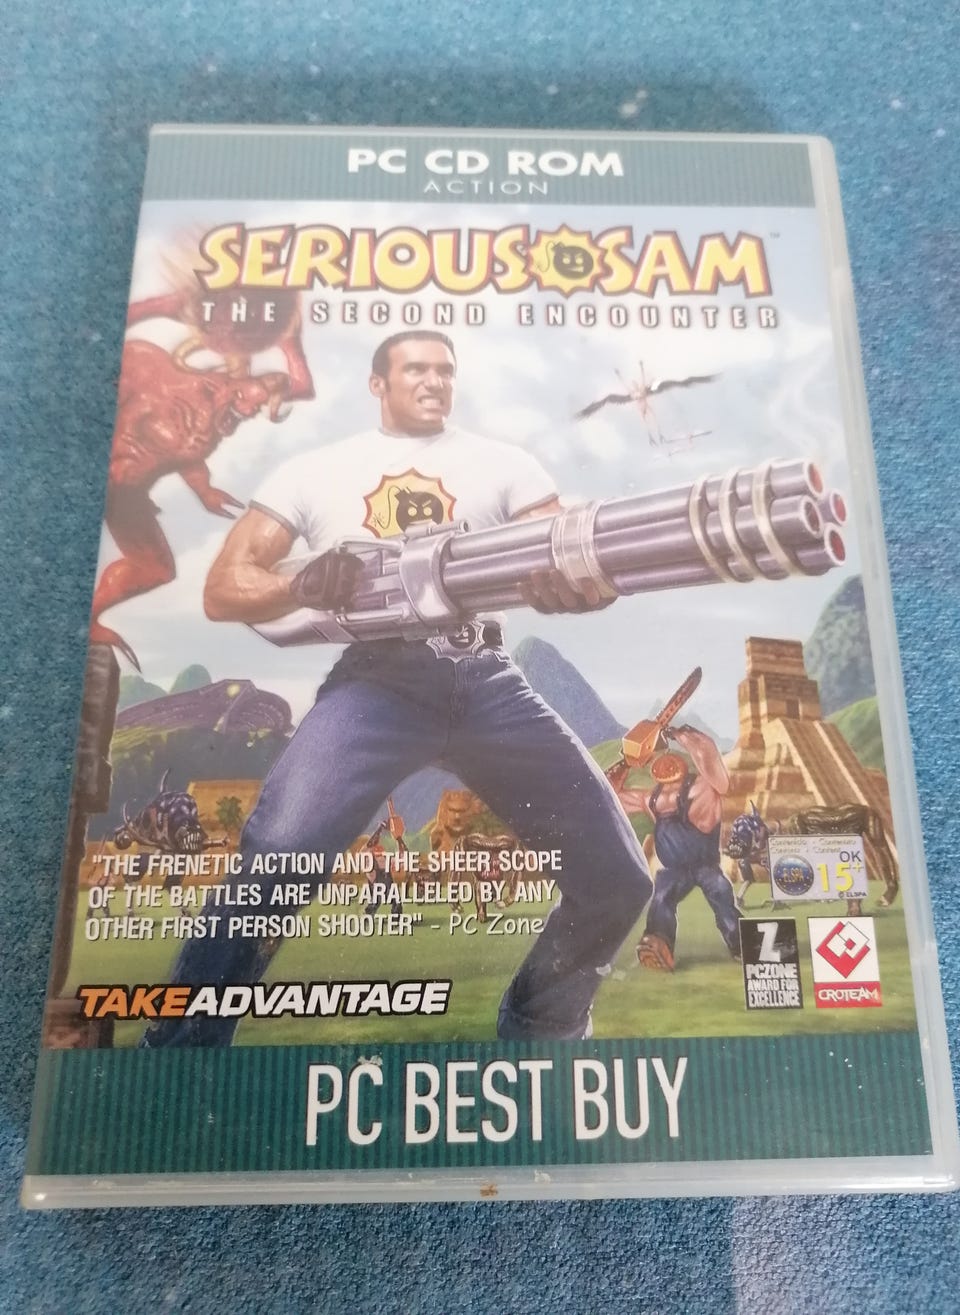 PC CD ROM
ACTION
SERIOUS SAM™
THE SECOND ENCOUNTER
"THE FRENETIC ACTION AND THE SHEER SCOPE
OF THE BATTLES ARE UNPARALLELED BY ANY
OTHER FIRST PERSON SHOOTER" - PC Zone
OK
15+
© ELSPA
Z
PCZONE
AWARD FOR
EXCELLENCE
CROTEAM
TAKEADVANTAGE
PC BEST BUY